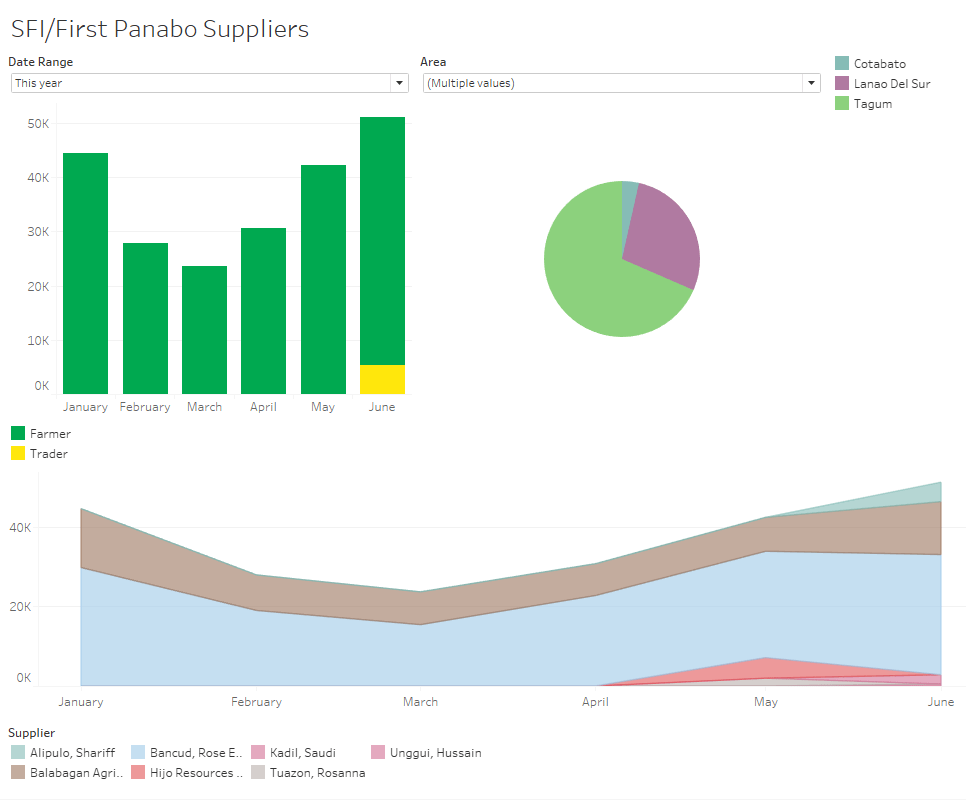 SFI/First Panabo Suppliers
Date Range
Area
This year
(Multiple values)
Cotabato
Lanao Del Sur
Tagum
50K
40K
30K
20K
10K
0K
January February March April May June
Farmer
Trader
40K
20K
0K
January February March April May June
Supplier
Alipulo, Shariff Bancud, Rose E.. Kadil, Saudi Unggui, Hussain
Balabagan Agri.. Hijo Resources .. Tuazon, Rosanna